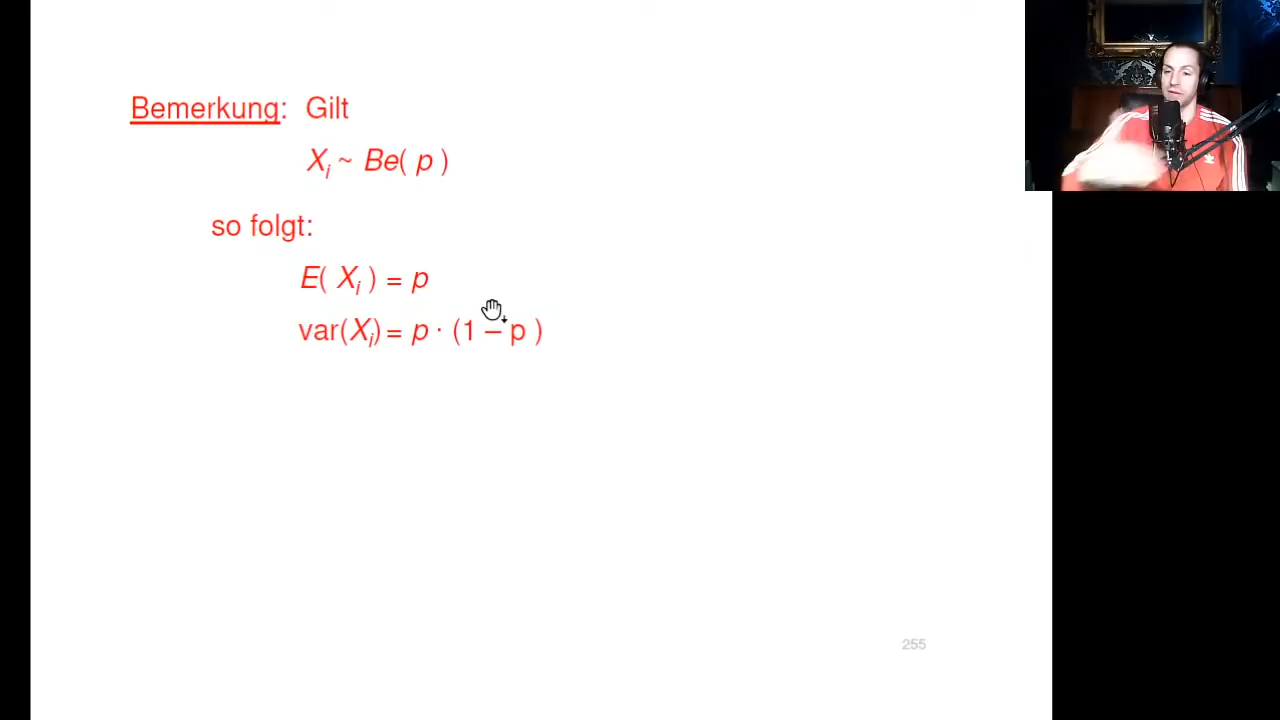 Bemerkung: Gilt
Xᵢ ~ Be( p )
so folgt:
E( Xᵢ ) = p
var(Xᵢ) = p · (1 – p )
255